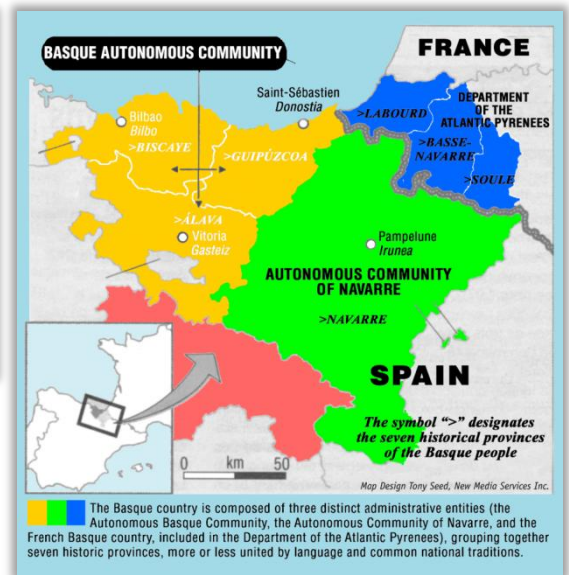 BASQUE AUTONOMOUS COMMUNITY
FRANCE
Saint-Sébastien
Donostia
DEPARTMENT
OF THE
ATLANTIC PYRENEES
>LABOURD
>BASSE-
NAVARRE
>SOULE
Bilbao
Bilbo
>BISCAYE
>GUIPÚZCOA
>ÁLAVA
Vitoria
Gasteiz
Pampelune
Irunea
AUTONOMOUS COMMUNITY
OF NAVARRE
>NAVARRE
SPAIN
The symbol “>” designates
the seven historical provinces
of the Basque people
0 km 50
Map Design Tony Seed, New Media Services Inc.
The Basque country is composed of three distinct administrative entities (the
Autonomous Basque Community, the Autonomous Community of Navarre, and the
French Basque country, included in the Department of the Atlantic Pyrenees), grouping together
seven historic provinces, more or less united by language and common national traditions.